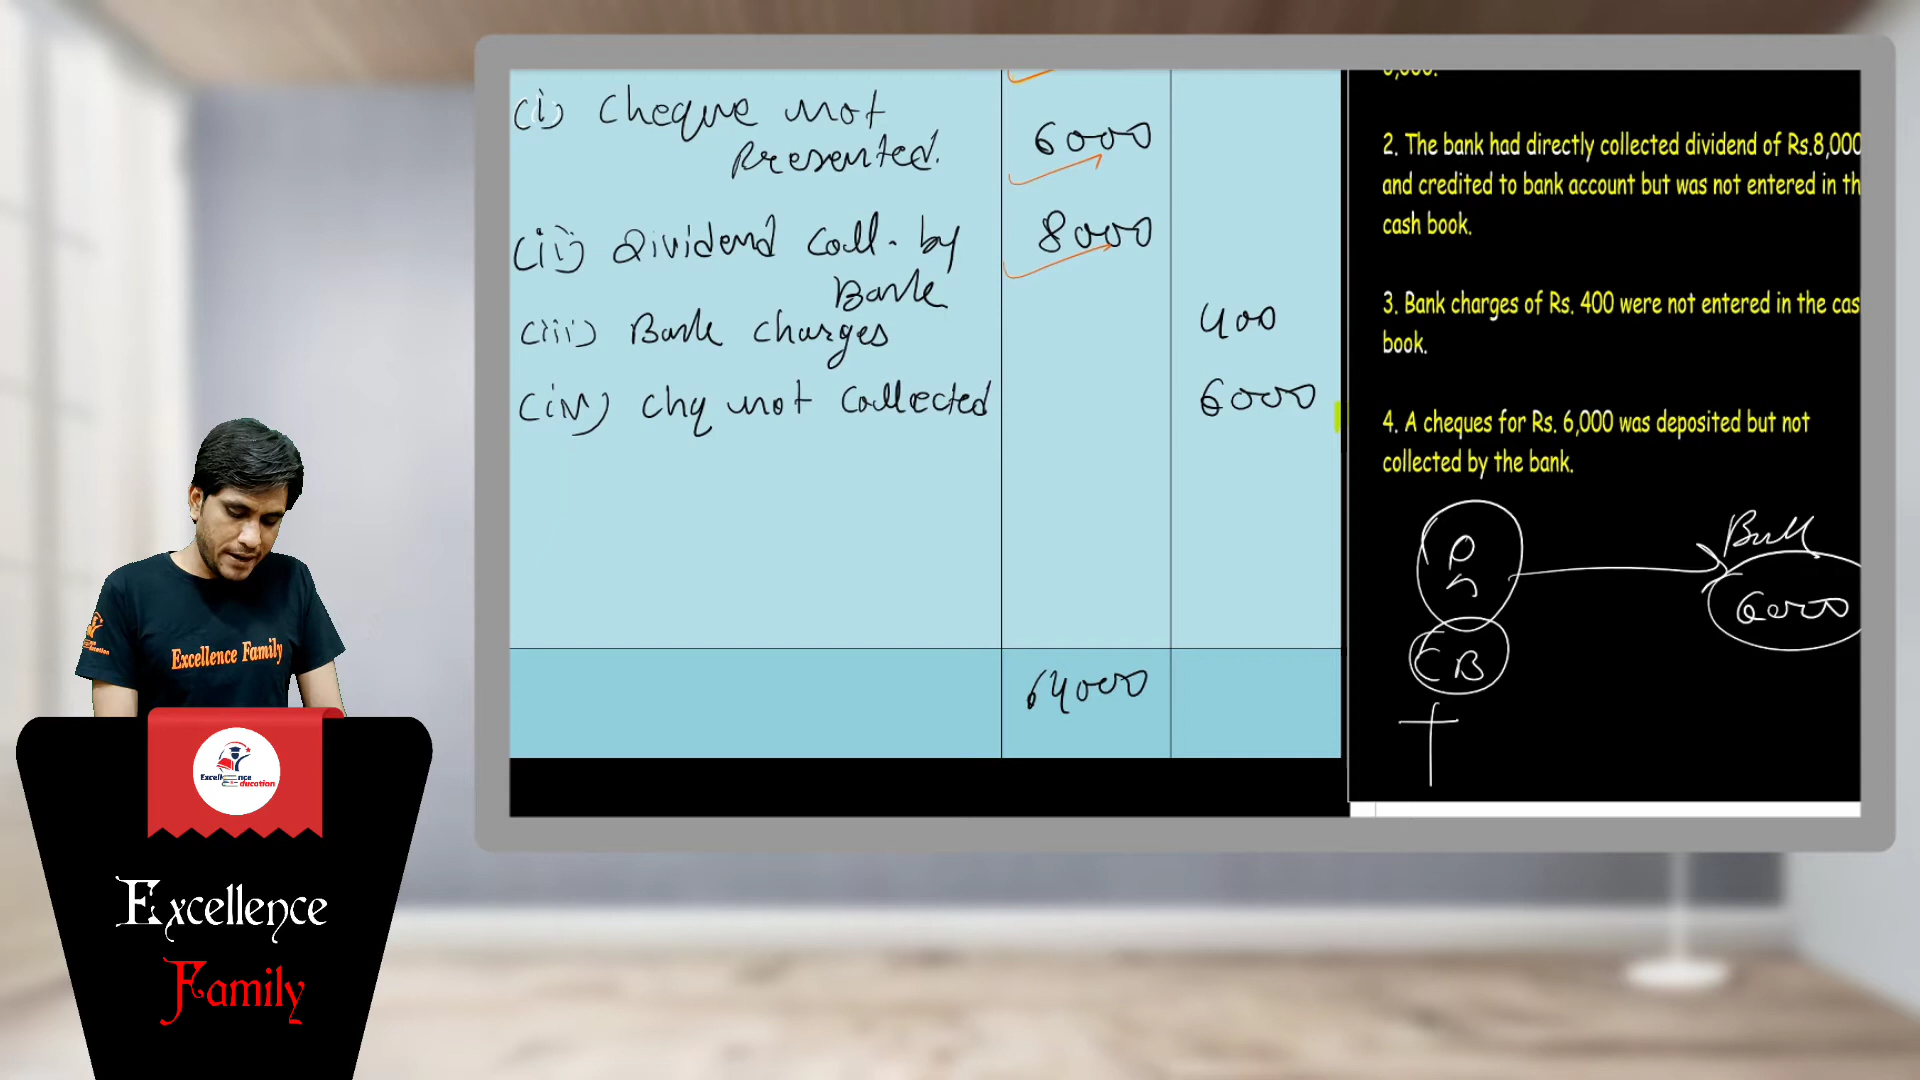 (i) Cheque not
Presented.
6000
(ii) Dividend Coll. by
Bank
8000
(iii) Bank charges
400
(iv) Chq not Collected
6000
64000
2. The bank had directly collected dividend of Rs.8,000
and credited to bank account but was not entered in th
cash book.
3. Bank charges of Rs. 400 were not entered in the cas
book.
4. A cheques for Rs. 6,000 was deposited but not
collected by the bank.
6000
CB
Excellence Family
Excellence
Education
Excellence
Family